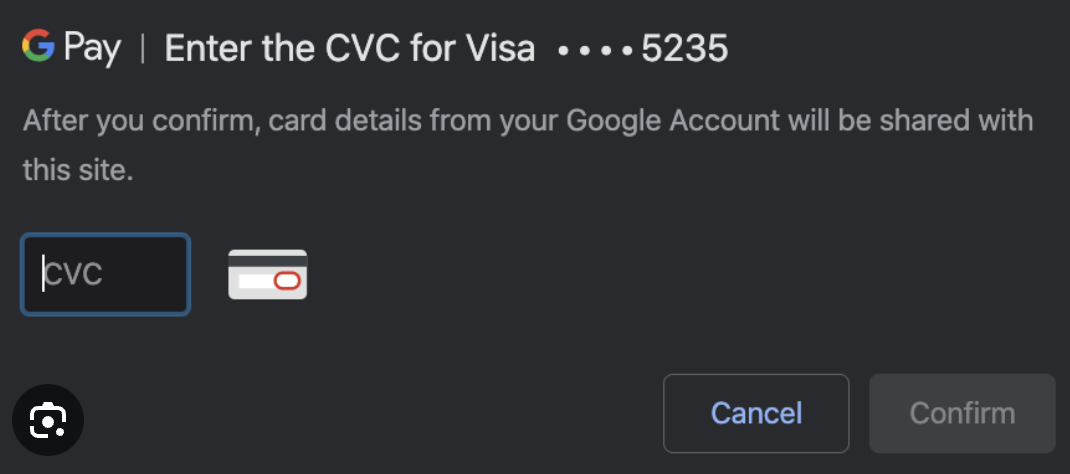 G Pay | Enter the CVC for Visa •••• 5235
After you confirm, card details from your Google Account will be shared with
this site.
CVC
Cancel Confirm